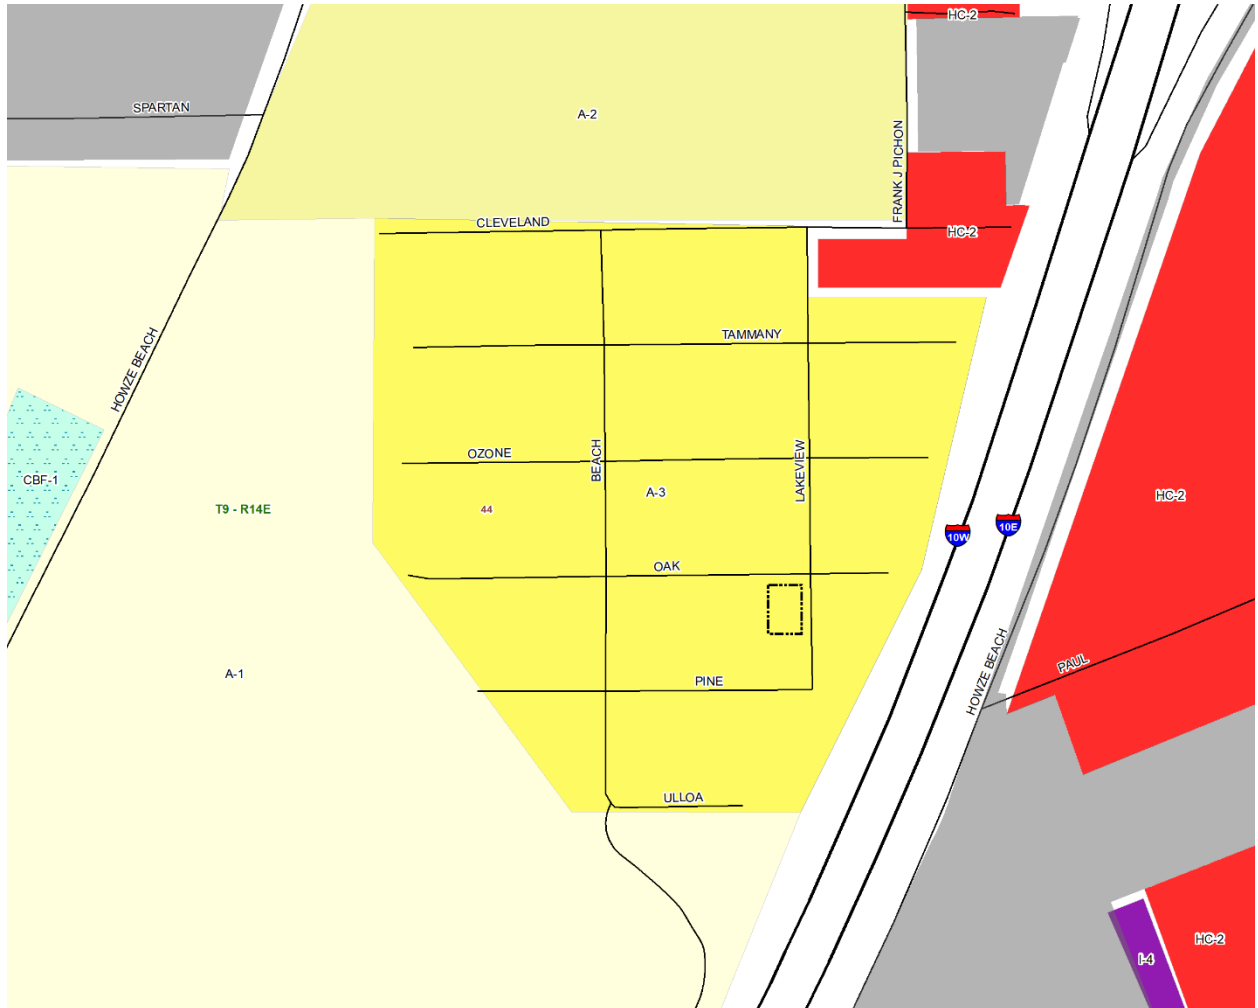 HC-2
SPARTAN
A-2
FRANK J PICHON
CLEVELAND
HC-2
TAMMANY
HOWZE BEACH
OZONE
BEACH
LAKEVIEW
CBF-1
A-3
HC-2
T9 - R14E
44
10W
10E
OAK
HOWZE BEACH
PAUL
A-1
PINE
ULLOA
HC-2
I-4